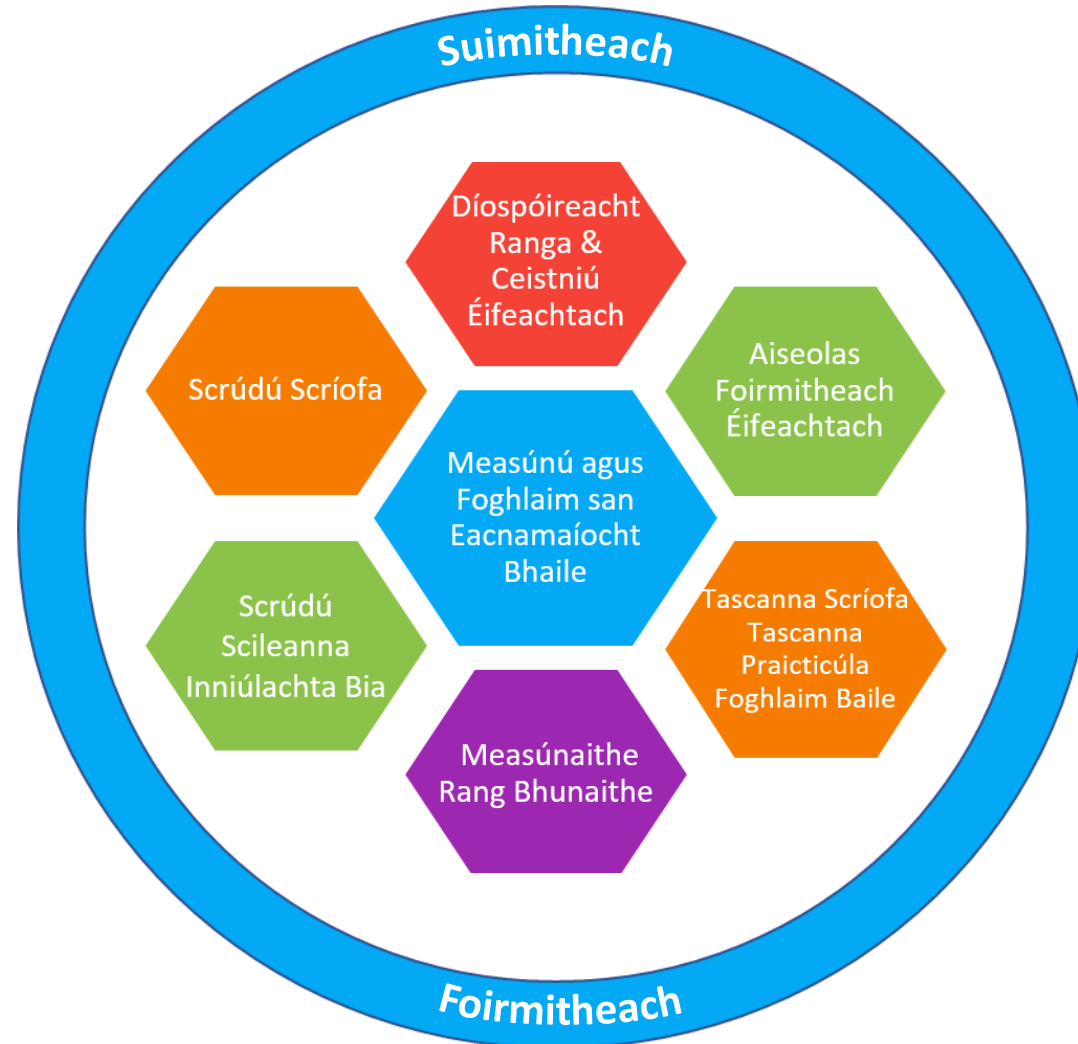 Suimitheach
Díospóireacht
Ranga &
Ceistniú
Éifeachtach
Scrúdú Scríofa
Aiseolas
Foirmitheach
Éifeachtach
Measúnú agus
Foghlaim san
Eacnamaíocht
Bhaile
Scrúdú
Scileanna
Inniúlachta Bia
Tascanna Scríofa
Tascanna
Praicticúla
Foghlaim Baile
Measúnaithe
Rang Bhunaithe
Foirmitheach